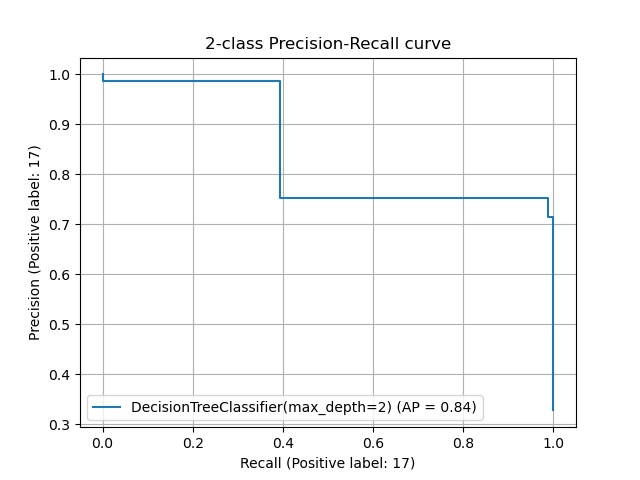 2-class Precision-Recall curve
1.0
0.9
0.8
0.7
0.6
0.5
0.4
0.3
Precision (Positive label: 17)
DecisionTreeClassifier(max_depth=2) (AP = 0.84)
0.0 0.2 0.4 0.6 0.8 1.0
Recall (Positive label: 17)